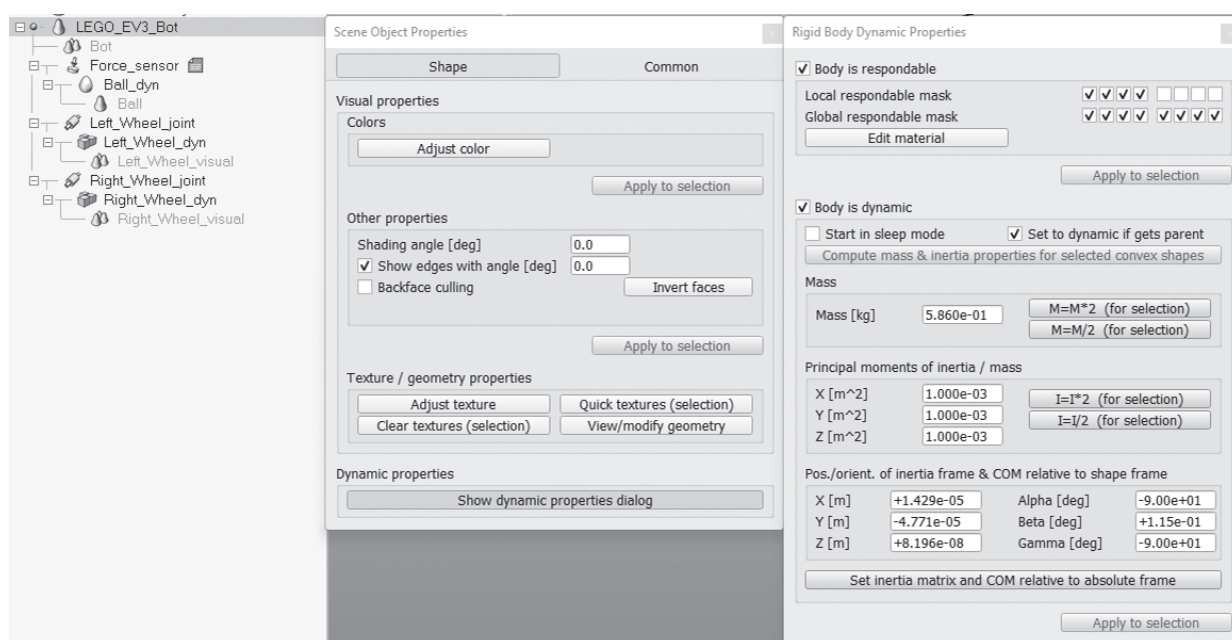 LEGO_EV3_Bot
Bot
Force_sensor
Ball_dyn
Ball
Left_Wheel_joint
Left_Wheel_dyn
Left_Wheel_visual
Right_Wheel_joint
Right_Wheel_dyn
Right_Wheel_visual
Scene Object Properties
x
Shape Common
Visual properties
Colors
Adjust color
Apply to selection
Other properties
Shading angle [deg] 0.0
Show edges with angle [deg] 0.0
Backface culling Invert faces
Apply to selection
Texture / geometry properties
Adjust texture Quick textures (selection)
Clear textures (selection) View/modify geometry
Dynamic properties
Show dynamic properties dialog
Rigid Body Dynamic Properties
Body is respondable
Local respondable mask
Global respondable mask
Edit material
Apply to selection
Body is dynamic
Start in sleep mode Set to dynamic if gets parent
Compute mass & inertia properties for selected convex shapes
Mass
Mass [kg] 5.860e-01 M=M*2 (for selection)
M=M/2 (for selection)
Principal moments of inertia / mass
X [m^2] 1.000e-03 I=I*2 (for selection)
Y [m^2] 1.000e-03 I=I/2 (for selection)
Z [m^2] 1.000e-03
Pos./orient. of inertia frame & COM relative to shape frame
X [m] +1.429e-05 Alpha [deg] -9.00e+01
Y [m] -4.771e-05 Beta [deg] +1.15e-01
Z [m] +8.196e-08 Gamma [deg] -9.00e+01
Set inertia matrix and COM relative to absolute frame
Apply to selection